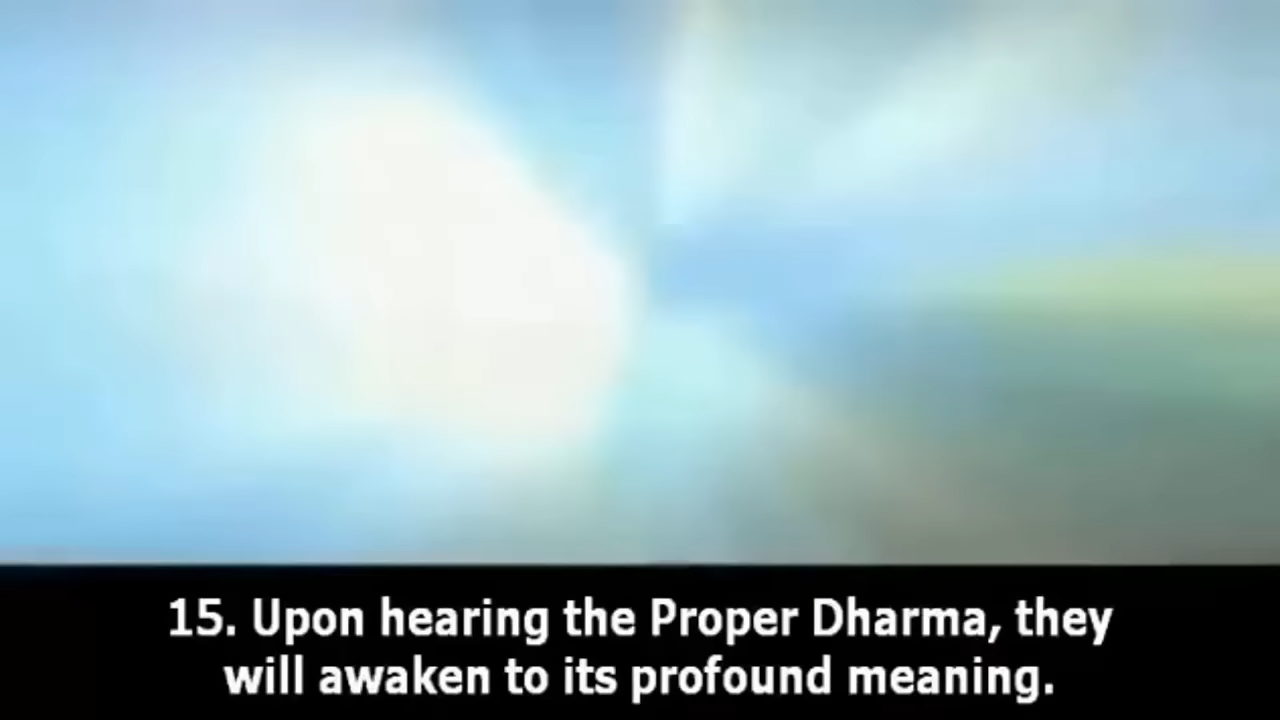 15. Upon hearing the Proper Dharma, they
will awaken to its profound meaning.